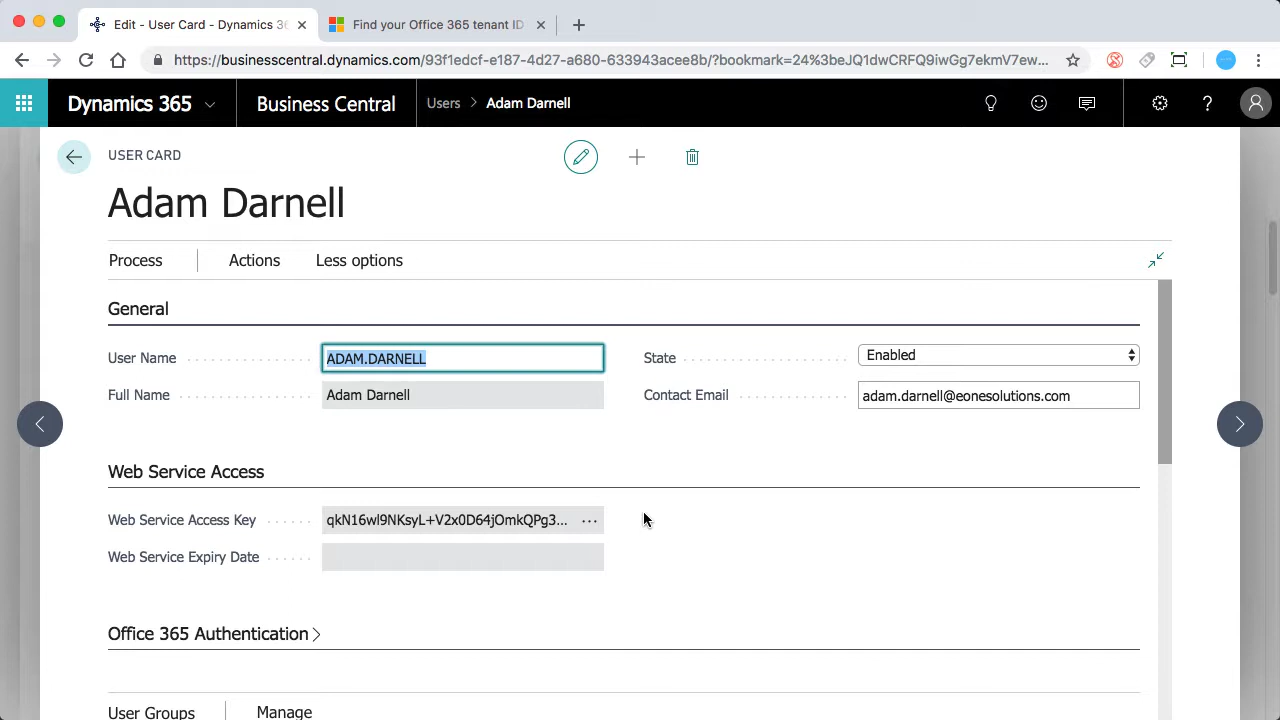 Edit - User Card - Dynamics 36
Find your Office 365 tenant ID
https://businesscentral.dynamics.com/93f1edcf-e187-4d27-a680-633943acee8b/?bookmark=24%3beJQ1dwCRFQ9iwGg7ekmV7ew...
Dynamics 365
Business Central
Users > Adam Darnell
USER CARD
Adam Darnell
Process
Actions
Less options
General
User Name
ADAM.DARNELL
State
Enabled
Full Name
Adam Darnell
Contact Email
adam.darnell@eonesolutions.com
Web Service Access
Web Service Access Key
qkN16wl9NKsyL+V2x0D64jOmkQPg3...
Web Service Expiry Date
Office 365 Authentication >
User Groups
Manage